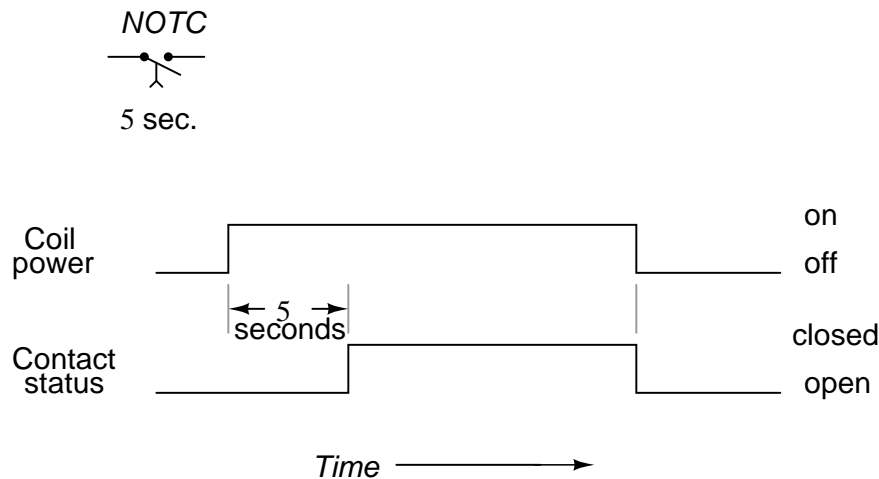 NOTC
5 sec.
on
Coil
power
off
5
seconds
closed
Contact
status
open
Time